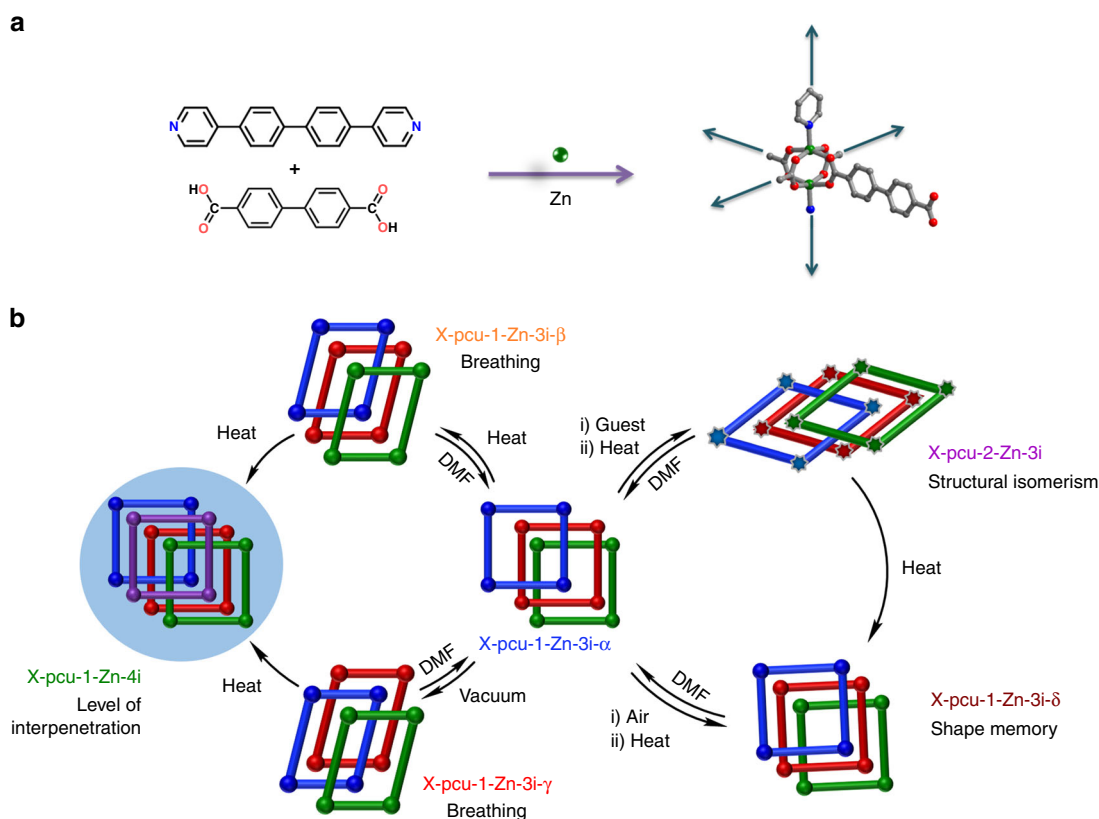 a
N
N
+
HO
C
O
C
O
OH
Zn
b
X-pcu-1-Zn-3i-β
Breathing
Heat
Heat
DMF
i) Guest
ii) Heat
DMF
X-pcu-2-Zn-3i
Structural isomerism
Heat
X-pcu-1-Zn-3i-α
X-pcu-1-Zn-4i
Level of
interpenetration
Heat
DMF
Vacuum
DMF
i) Air
ii) Heat
X-pcu-1-Zn-3i-δ
Shape memory
X-pcu-1-Zn-3i-γ
Breathing